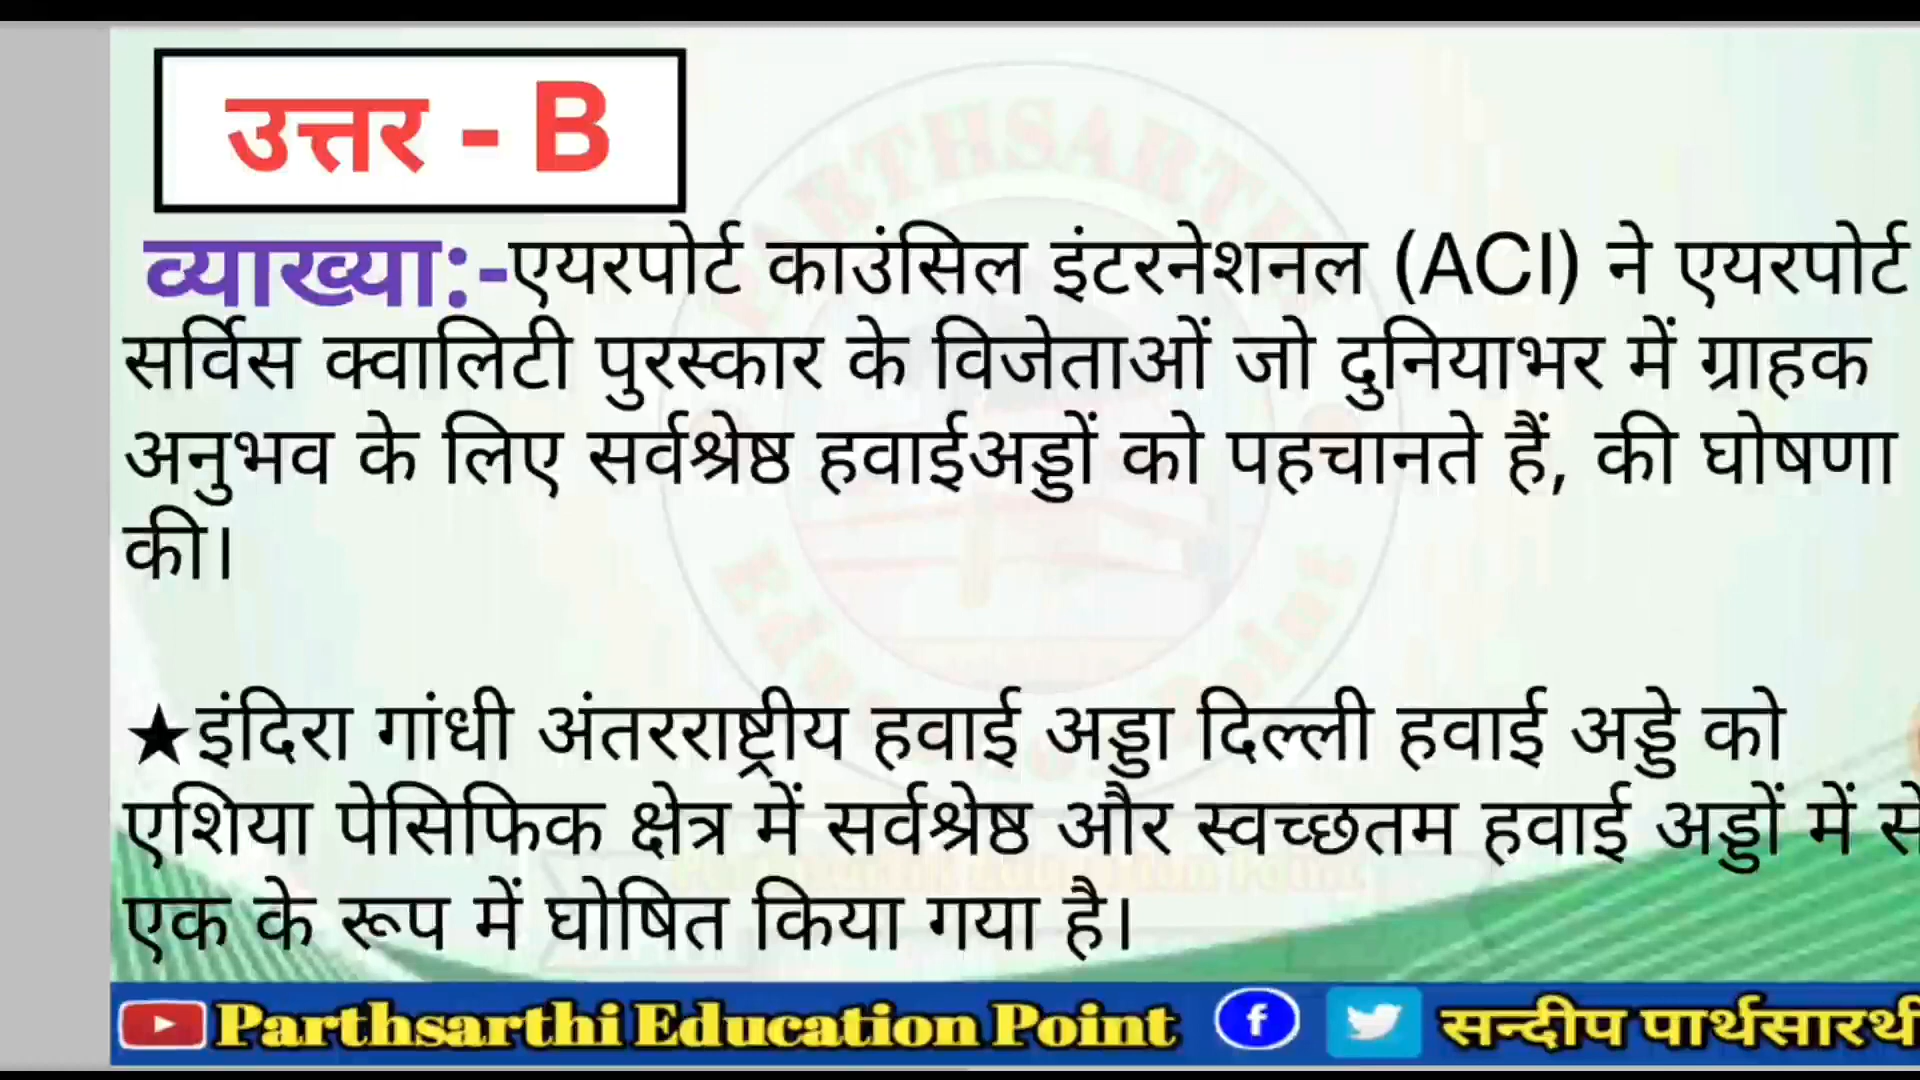 उत्तर - B
व्याख्या:-एयरपोर्ट काउंसिल इंटरनेशनल (ACI) ने एयरपोर्ट
सर्विस क्वालिटी पुरस्कार के विजेताओं जो दुनियाभर में ग्राहक
अनुभव के लिए सर्वश्रेष्ठ हवाईअड्डों को पहचानते हैं, की घोषणा
की।
★इंदिरा गांधी अंतरराष्ट्रीय हवाई अड्डा दिल्ली हवाई अड्डे को
एशिया पेसिफिक क्षेत्र में सर्वश्रेष्ठ और स्वच्छतम हवाई अड्डों में से
एक के रूप में घोषित किया गया है।
Parthsarthi Education Point f सन्दीप पार्थसारथी